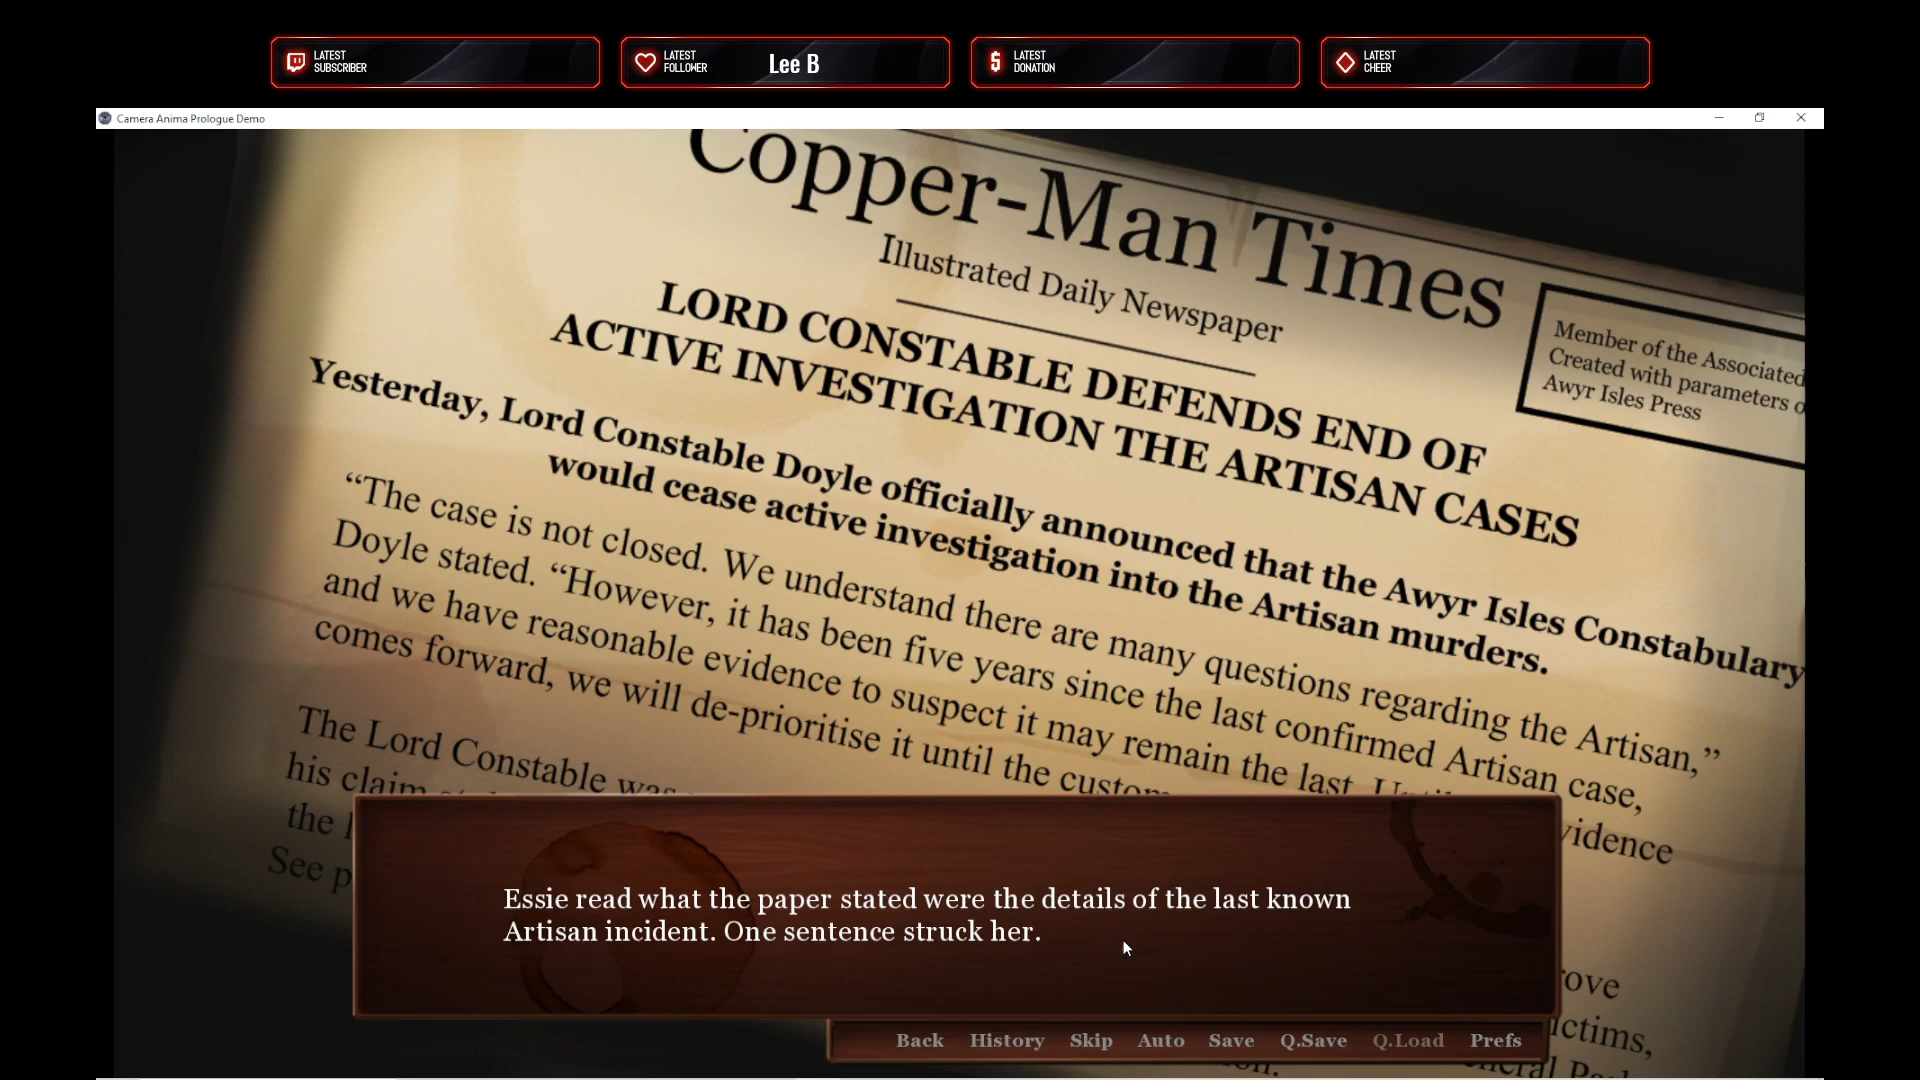 LATEST
SUBSCRIBER
LATEST
FOLLOWER
Lee B
LATEST
DONATION
LATEST
CHEER
Camera Anima Prologue Demo
Copper-Man Times
Illustrated Daily Newspaper
Member of the Associated
Created with parameters
Awyr Isles Press
LORD CONSTABLE DEFENDS END OF
ACTIVE INVESTIGATION THE ARTISAN CASES
Yesterday, Lord Constable Doyle officially announced that the Awyr Isles Constabulary
would cease active investigation into the Artisan murders.
“The case is not closed. We understand there are many questions regarding the Artisan,”
Doyle stated. “However, it has been five years since the last confirmed Artisan case,
and we have reasonable evidence to suspect it may remain the last.
comes forward, we will de-prioritise it until the
The Lord Constable was
his claim
the
See
Essie read what the paper stated were the details of the last known
Artisan incident. One sentence struck her.
Back History Skip Auto Save Q.Save Q.Load Prefs